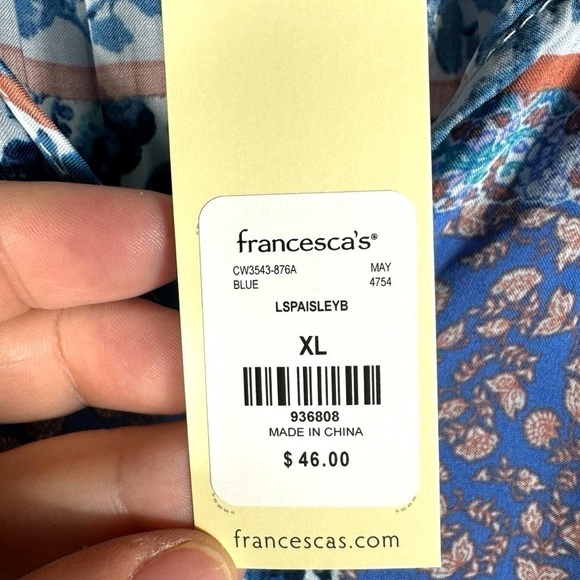 francesca's®
CW3543-876A MAY
BLUE 4754
LSPAISLEYB
XL
936808
MADE IN CHINA
$ 46.00
francescas.com